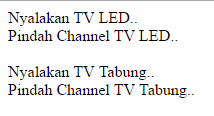 Nyalakan TV LED..
Pindah Channel TV LED..
Nyalakan TV Tabung..
Pindah Channel TV Tabung..